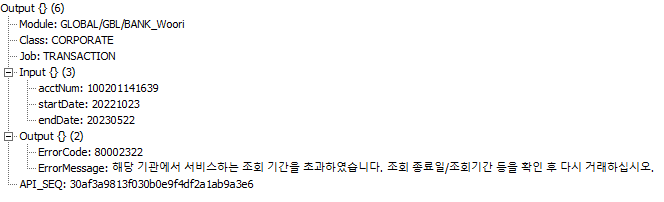 Output {} (6)
Module: GLOBAL/GBL/BANK_Woori
Class: CORPORATE
Job: TRANSACTION
Input {} (3)
acctNum: 100201141639
startDate: 20221023
endDate: 20230522
Output {} (2)
ErrorCode: 80002322
ErrorMessage: 해당 기관에서 서비스하는 조회 기간을 초과하였습니다. 조회 종료일/조회기간 등을 확인 후 다시 거래하십시오.
API_SEQ: 30af3a9813f030b0e9f4df2a1ab9a3e6